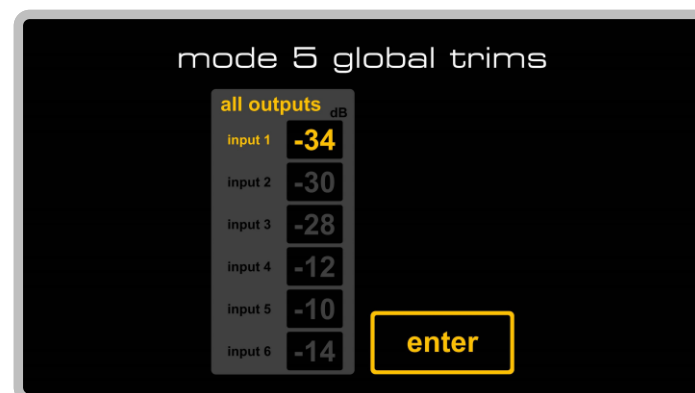 mode 5 global trims
all outputs dB
input 1 -34
input 2 -30
input 3 -28
input 4 -12
input 5 -10
input 6 -14
enter